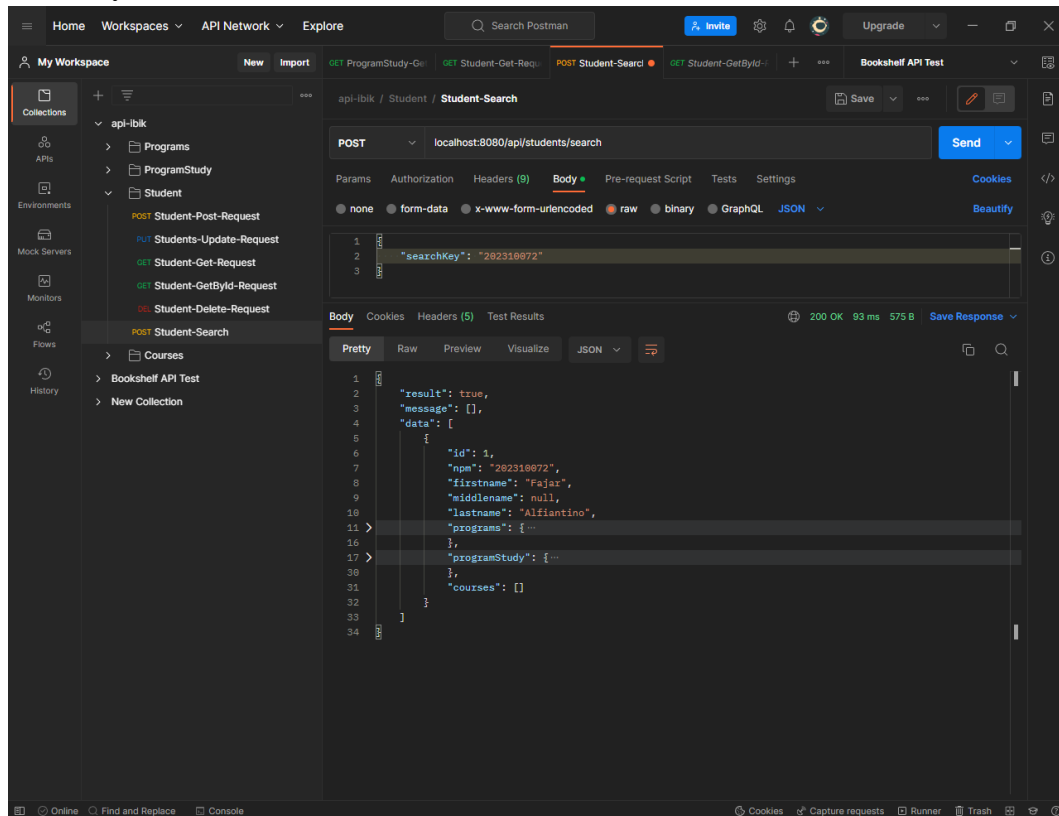 Home Workspaces API Network Explore Search Postman Invite Upgrade
My Workspace New Import GET ProgramStudy-Ge GET Student-Get-Requ POST Student-Searcl GET Student-GetById- Bookshelf API Test
Collections
APIs
Environments
Mock Servers
Monitors
Flows
History
api-ibik
Programs
ProgramStudy
Student
POST Student-Post-Request
PUT Students-Update-Request
GET Student-Get-Request
GET Student-GetById-Request
DEL Student-Delete-Request
POST Student-Search
Courses
Bookshelf API Test
New Collection
api-ibik / Student / Student-Search Save
POST localhost:8080/api/students/search Send
Params Authorization Headers (9) Body Pre-request Script Tests Settings Cookies
none form-data x-www-form-urlencoded raw binary GraphQL JSON Beautify
1 {
2 "searchKey": "202310072"
3 }
Body Cookies Headers (5) Test Results 200 OK 93 ms 575 B Save Response
Pretty Raw Preview Visualize JSON
1 {
2 "result": true,
3 "message": [],
4 "data": [
5 {
6 "id": 1,
7 "npm": "202310072",
8 "firstname": "Fajar",
9 "middlename": null,
10 "lastname": "Alfiantino",
11 "programs": { ...
16 },
17 "programStudy": { ...
30 },
31 "courses": []
32 }
33 ]
34 }
Online Find and Replace Console Cookies Capture requests Runner Trash